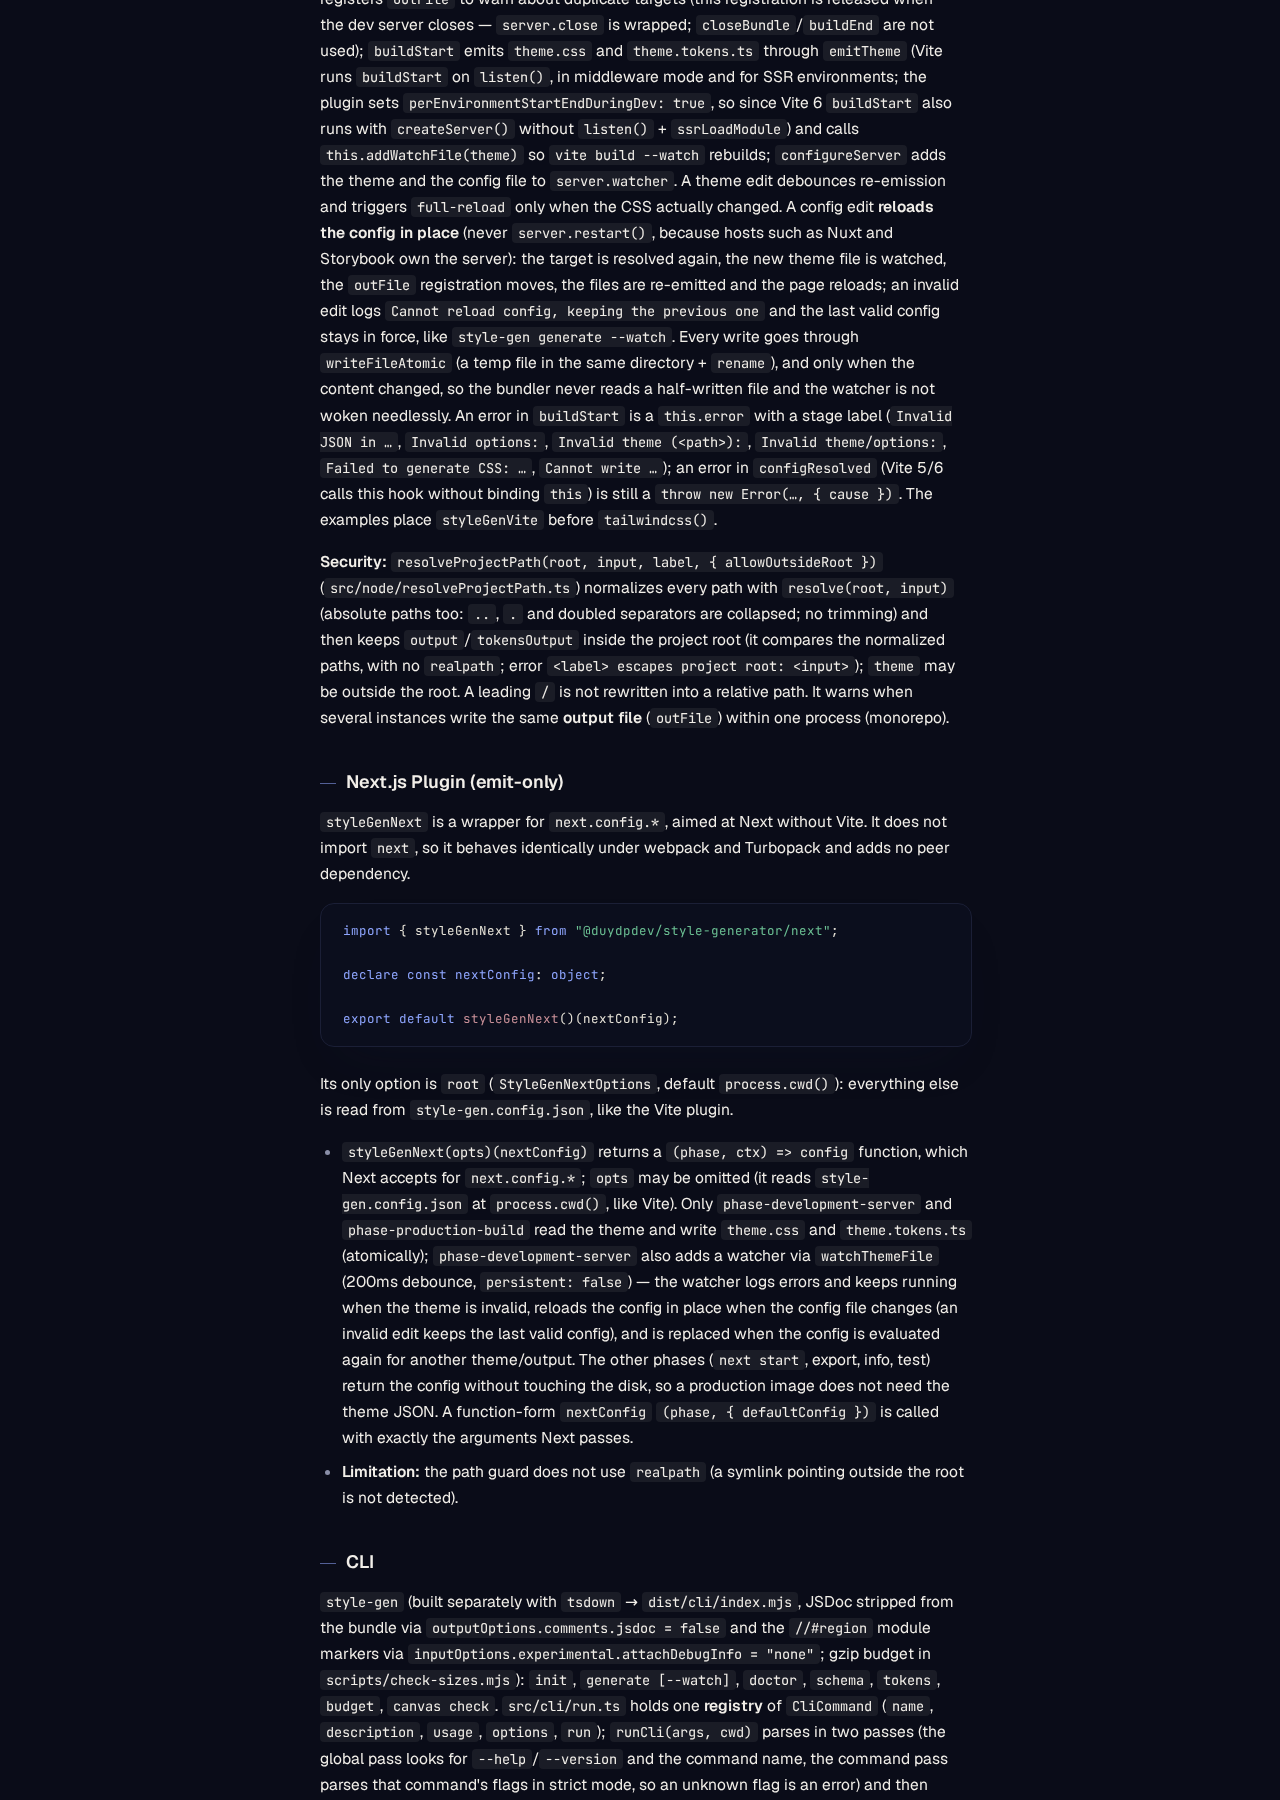 the dev server closes — server.close is wrapped; closeBundle / buildEnd are not
used); buildStart emits theme.css and theme.tokens.ts through emitTheme (Vite
runs buildStart on listen() , in middleware mode and for SSR environments; the
plugin sets perEnvironmentStartEndDuringDev: true , so since Vite 6 buildStart also
runs with createServer() without listen() + ssrLoadModule ) and calls
this.addWatchFile(theme) so vite build --watch rebuilds; configureServer adds
the theme and the config file to server.watcher . A theme edit debounces re-emission
and triggers full-reload only when the CSS actually changed. A config edit reloads
the config in place (never server.restart() , because hosts such as Nuxt and
Storybook own the server): the target is resolved again, the new theme file is watched,
the outFile registration moves, the files are re-emitted and the page reloads; an invalid
edit logs Cannot reload config, keeping the previous one and the last valid config
stays in force, like style-gen generate --watch . Every write goes through
writeFileAtomic (a temp file in the same directory + rename ), and only when the
content changed, so the bundler never reads a half-written file and the watcher is not
woken needlessly. An error in buildStart is a this.error with a stage label ( Invalid
JSON in … , Invalid options: , Invalid theme (<path>): , Invalid theme/options: ,
Failed to generate CSS: … , Cannot write … ); an error in configResolved (Vite 5/6
calls this hook without binding this ) is still a throw new Error(…, { cause }) . The
examples place styleGenVite before tailwindcss() .
Security: resolveProjectPath(root, input, label, { allowOutsideRoot })
( src/node/resolveProjectPath.ts ) normalizes every path with resolve(root, input)
(absolute paths too: .. , . and doubled separators are collapsed; no trimming) and
then keeps output / tokensOutput inside the project root (it compares the normalized
paths, with no realpath ; error <label> escapes project root: <input> ); theme may
be outside the root. A leading / is not rewritten into a relative path. It warns when
several instances write the same output file ( outFile ) within one process (monorepo).
— Next.js Plugin (emit-only)
styleGenNext is a wrapper for next.config.* , aimed at Next without Vite. It does not
import next , so it behaves identically under webpack and Turbopack and adds no peer
dependency.
import { styleGenNext } from "@duydpdev/style-generator/next";
declare const nextConfig: object;
export default styleGenNext()(nextConfig);
Its only option is root ( StyleGenNextOptions , default process.cwd() ): everything else
is read from style-gen.config.json , like the Vite plugin.
• styleGenNext(opts)(nextConfig) returns a (phase, ctx) => config function, which
Next accepts for next.config.* ; opts may be omitted (it reads style-
gen.config.json at process.cwd() , like Vite). Only phase-development-server and
phase-production-build read the theme and write theme.css and theme.tokens.ts
(atomically); phase-development-server also adds a watcher via watchThemeFile
(200ms debounce, persistent: false ) — the watcher logs errors and keeps running
when the theme is invalid, reloads the config in place when the config file changes (an
invalid edit keeps the last valid config), and is replaced when the config is evaluated
again for another theme/output. The other phases ( next start , export, info, test)
return the config without touching the disk, so a production image does not need the
theme JSON. A function-form nextConfig (phase, { defaultConfig }) is called
with exactly the arguments Next passes.
• Limitation: the path guard does not use realpath (a symlink pointing outside the root
is not detected).
— CLI
style-gen (built separately with tsdown → dist/cli/index.mjs , JSDoc stripped from
the bundle via outputOptions.comments.jsdoc = false and the //#region module
markers via inputOptions.experimental.attachDebugInfo = "none" ; gzip budget in
scripts/check-sizes.mjs ): init , generate [--watch] , doctor , schema , tokens ,
budget , canvas check . src/cli/run.ts holds one registry of CliCommand ( name ,
description , usage , options , run ); runCli(args, cwd) parses in two passes (the
global pass looks for --help / --version and the command name, the command pass
parses that command's flags in strict mode, so an unknown flag is an error) and then